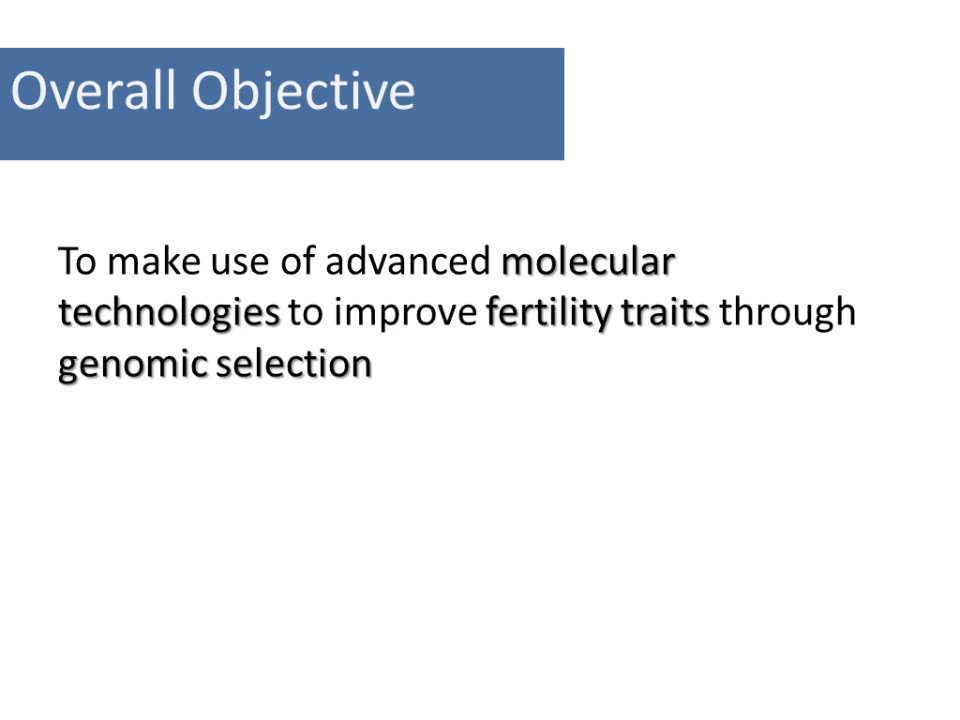 Overall Objective
To make use of advanced molecular
technologies to improve fertility traits through
genomic selection